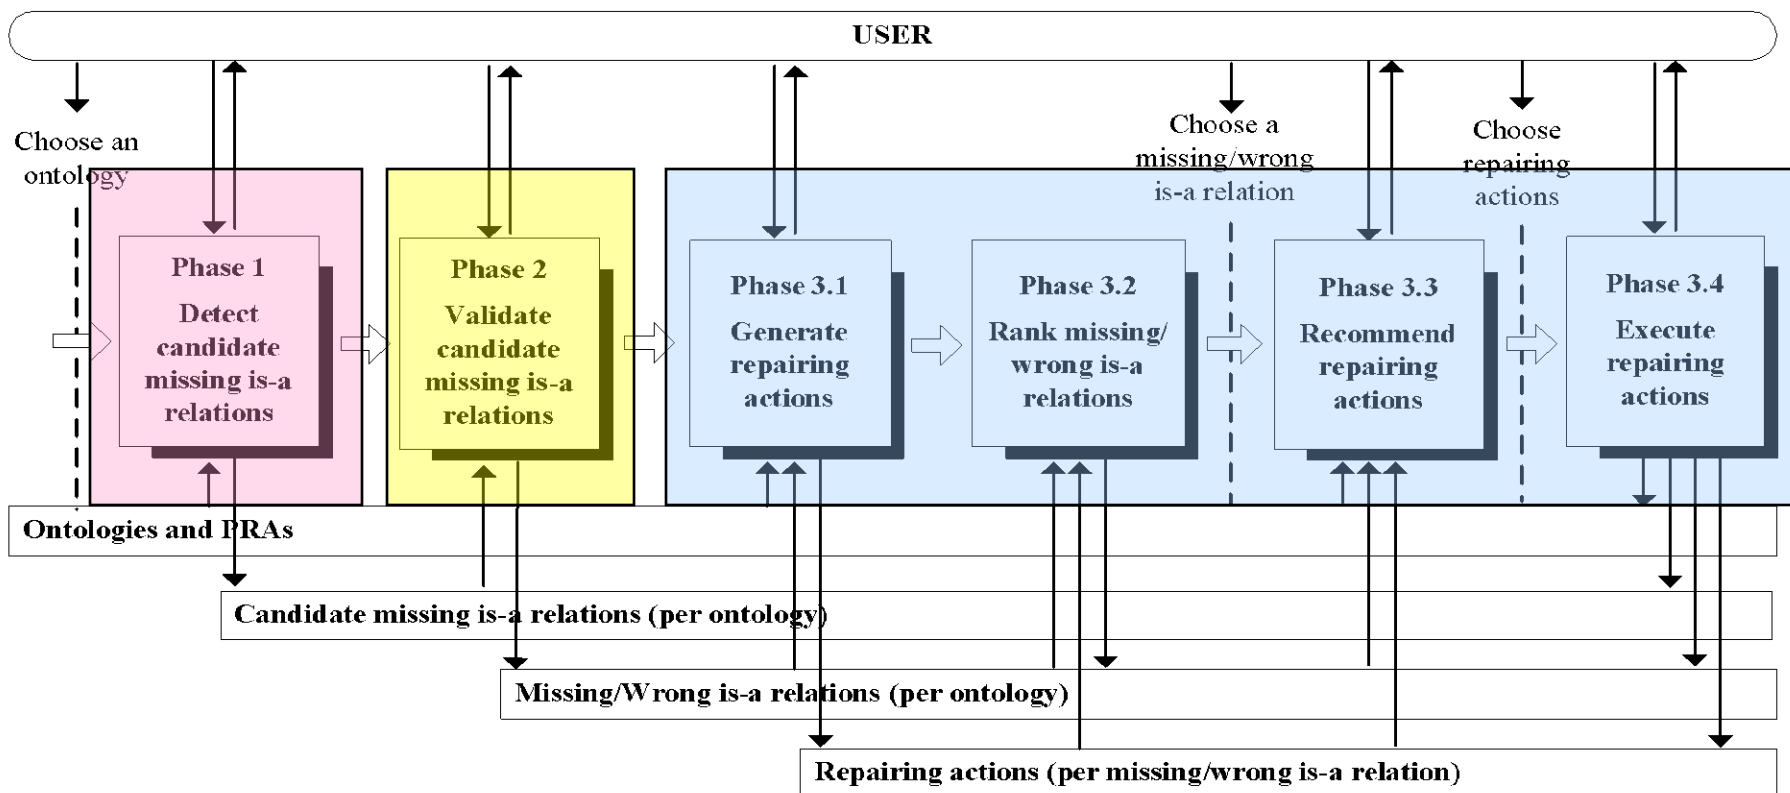 USER
Choose an
ontology
Choose a
missing/wrong
is-a relation
Choose
repairing
actions
Phase 1
Detect
candidate
missing is-a
relations
Phase 2
Validate
candidate
missing is-a
relations
Phase 3.1
Generate
repairing
actions
Phase 3.2
Rank missing/
wrong is-a
relations
Phase 3.3
Recommend
repairing
actions
Phase 3.4
Execute
repairing
actions
Ontologies and PRAs
Candidate missing is-a relations (per ontology)
Missing/Wrong is-a relations (per ontology)
Repairing actions (per missing/wrong is-a relation)